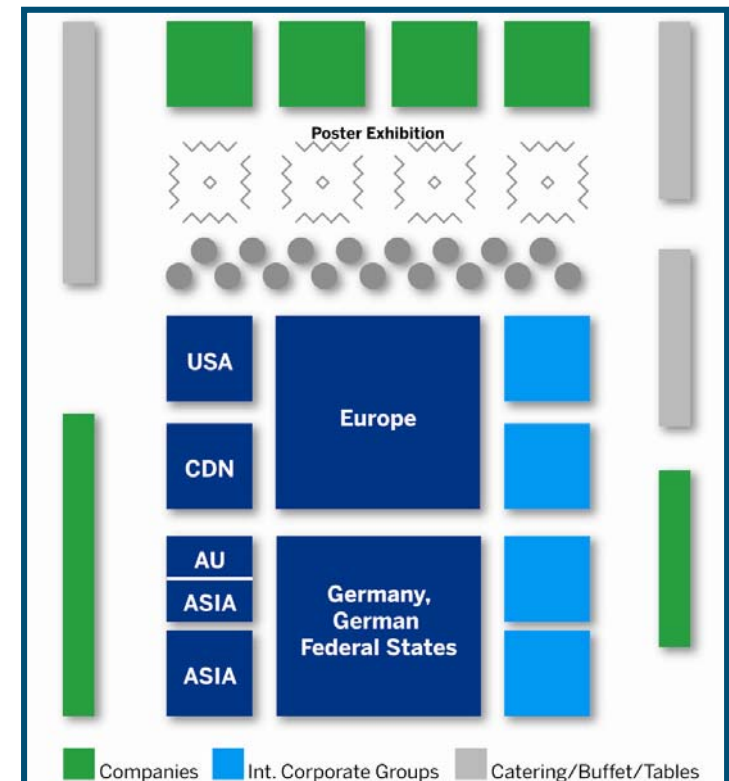 Poster Exhibition
USA
Europe
CDN
AU
ASIA
Germany,
German
Federal States
ASIA
Companies Int. Corporate Groups Catering/Buffet/Tables